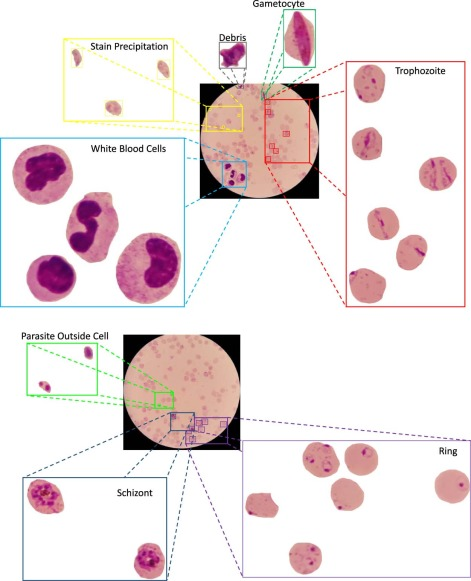 Gametocyte
Debris
Stain Precipitation
Trophozoite
White Blood Cells
Parasite Outside Cell
Schizont
Ring